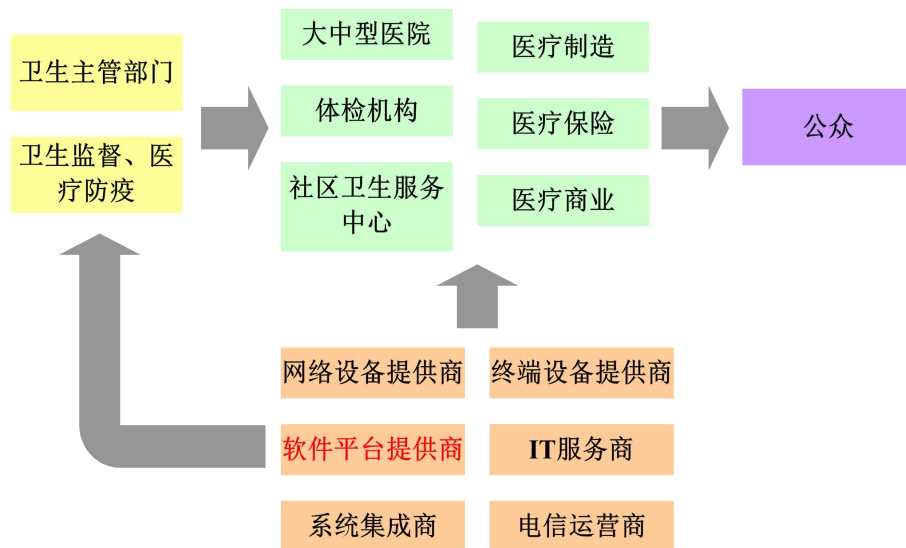 卫生主管部门
卫生监督、医
疗防疫
大中型医院
体检机构
社区卫生服务
中心
医疗制造
医疗保险
医疗商业
公众
网络设备提供商
终端设备提供商
软件平台提供商
IT服务商
系统集成商
电信运营商